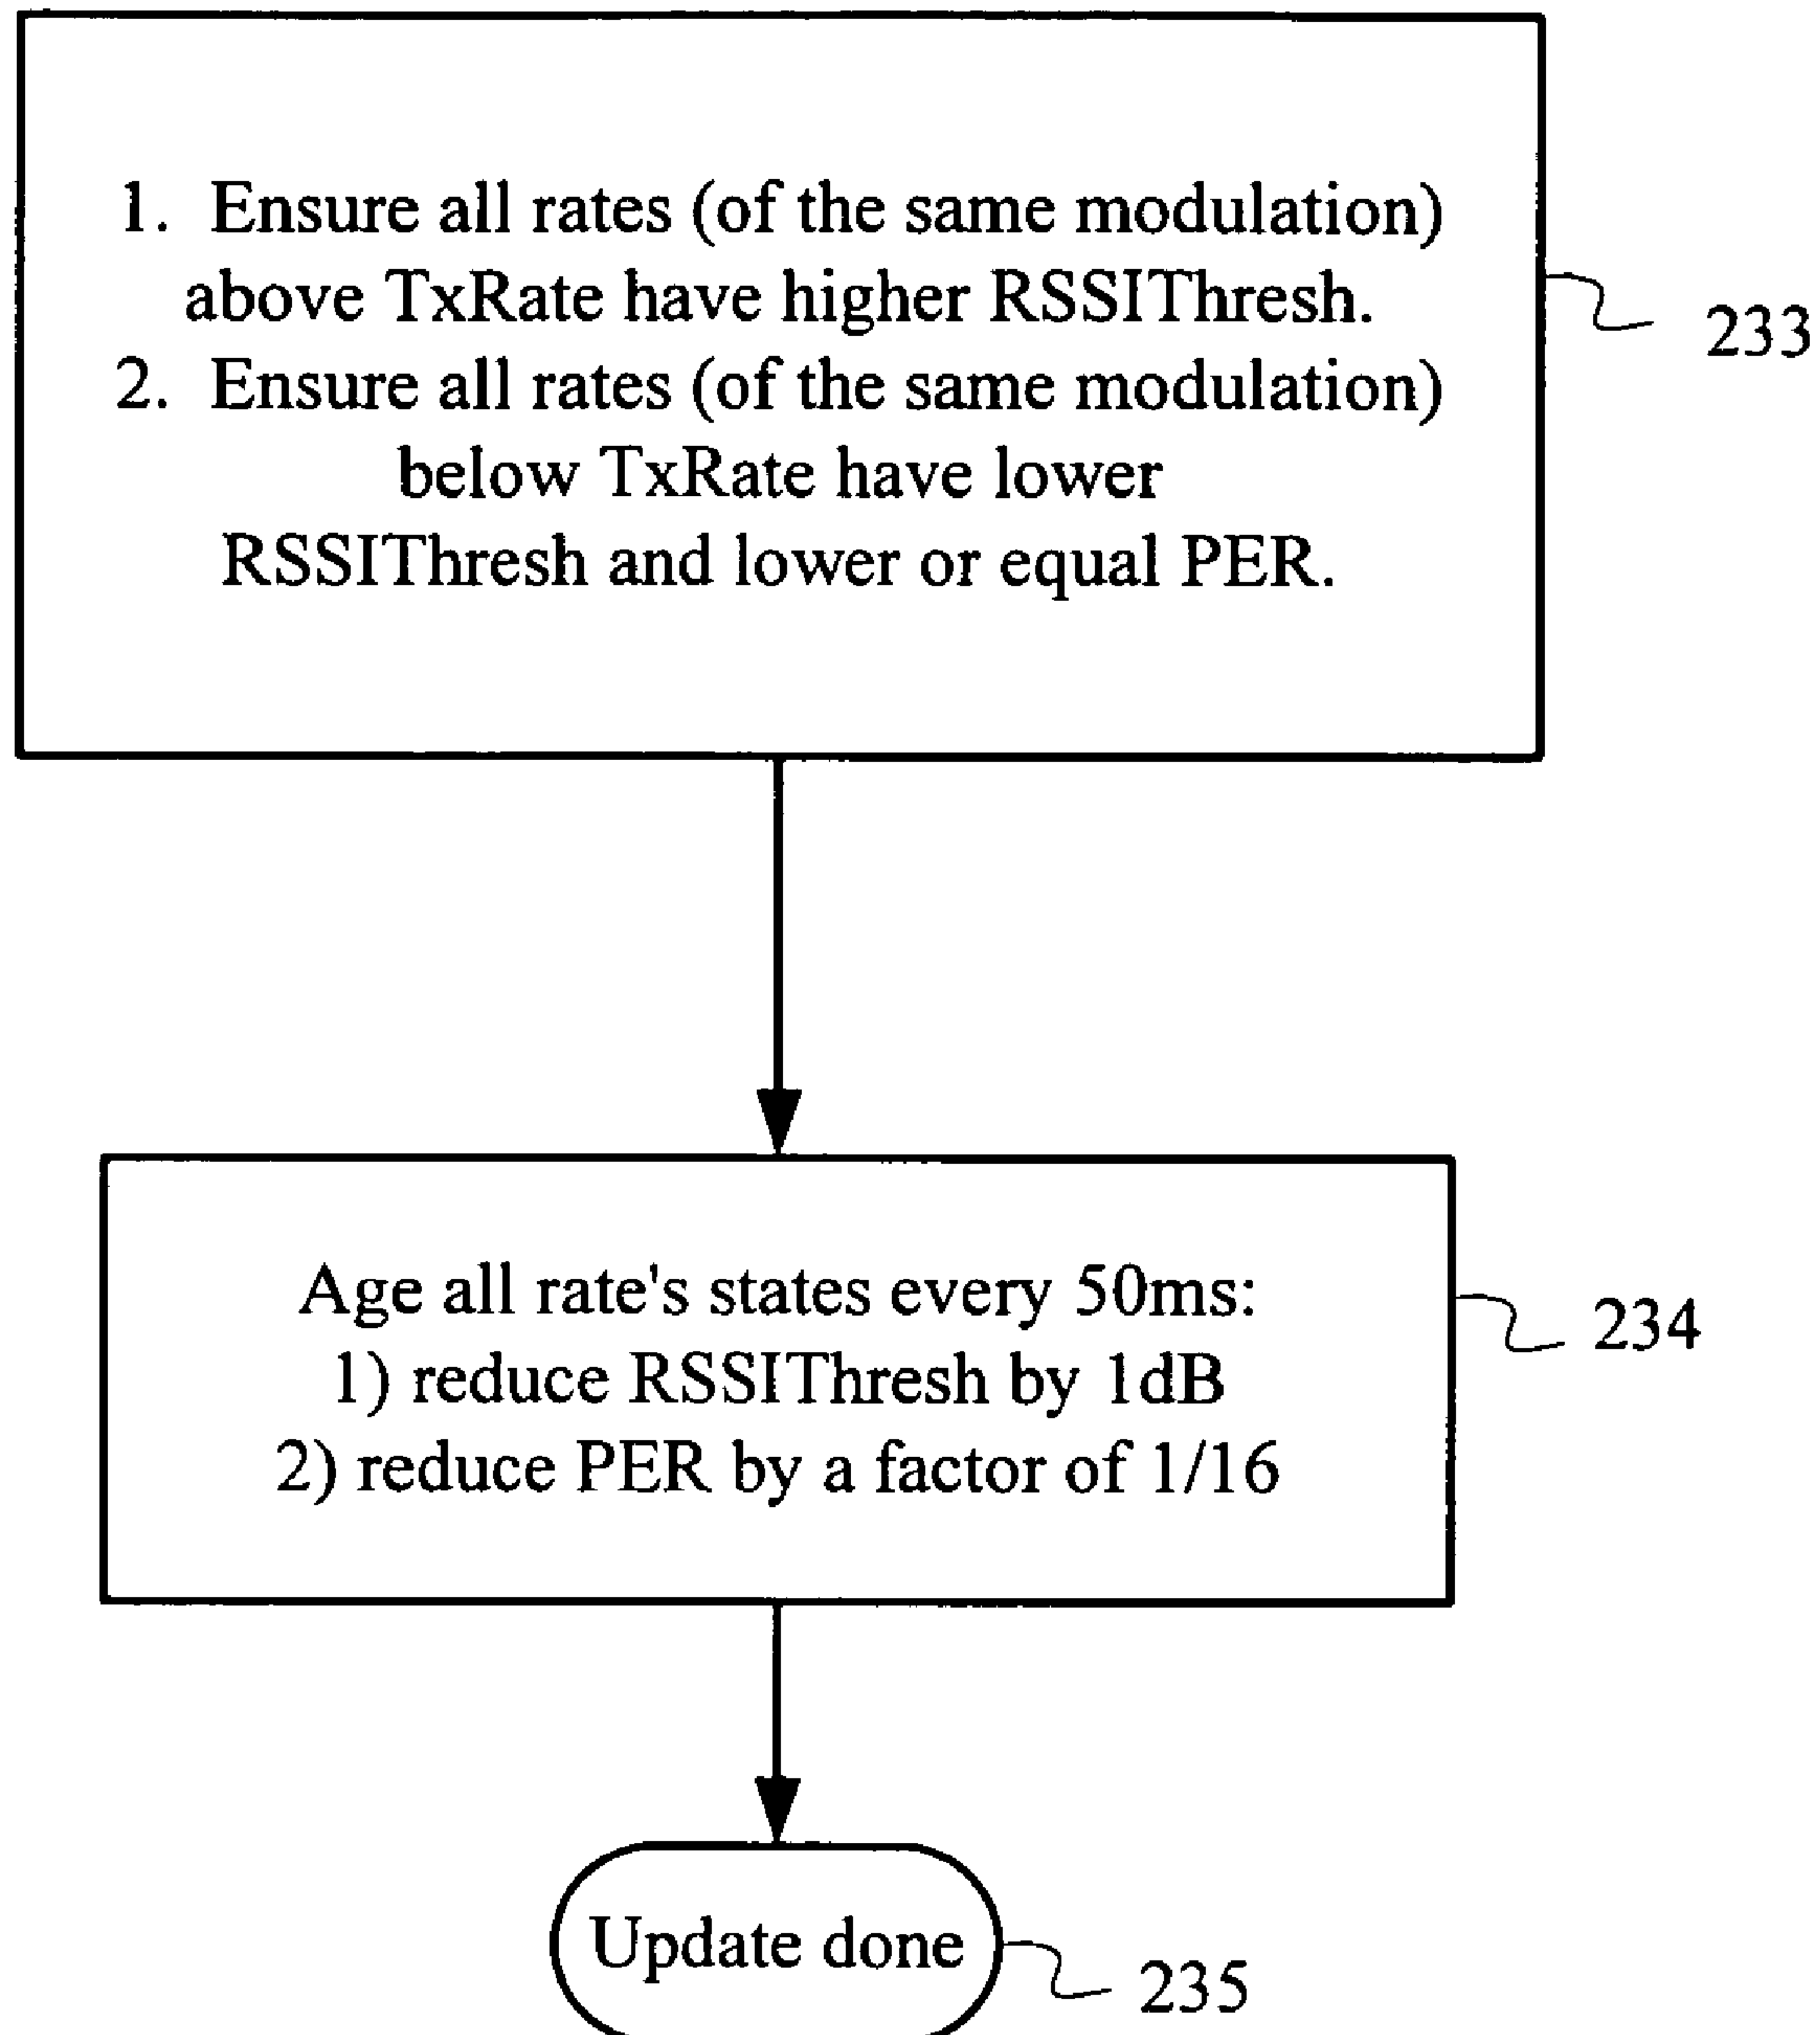 1. Ensure all rates (of the same modulation)
above TxRate have higher RSSIThresh.
2. Ensure all rates (of the same modulation)
below TxRate have lower
RSSIThresh and lower or equal PER.
233
Age all rate's states every 50ms:
1) reduce RSSIThresh by 1dB
2) reduce PER by a factor of 1/16
234
Update done
235